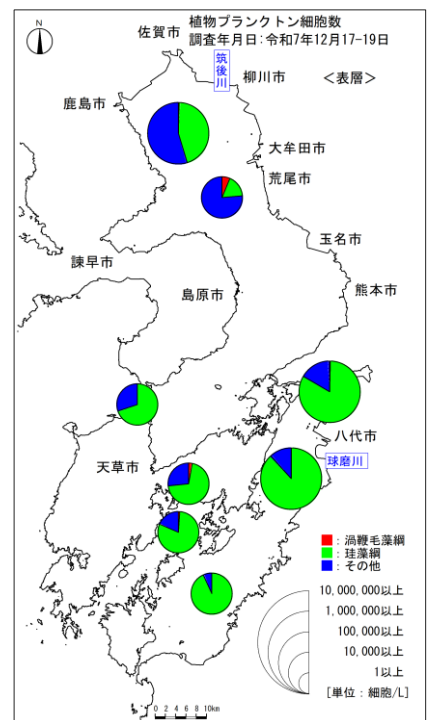 植物プランクトン細胞数
調査年月日:令和7年12月17-19日
N
佐賀市
筑後川
柳川市
<表層>
鹿島市
大牟田市
荒尾市
玉名市
諫早市
島原市
熊本市
八代市
球磨川
天草市
:渦鞭毛藻綱
:珪藻綱
:その他
10,000,000以上
1,000,000以上
100,000以上
10,000以上
1以上
[単位:細胞/L]
0 2 4 6 8 10km